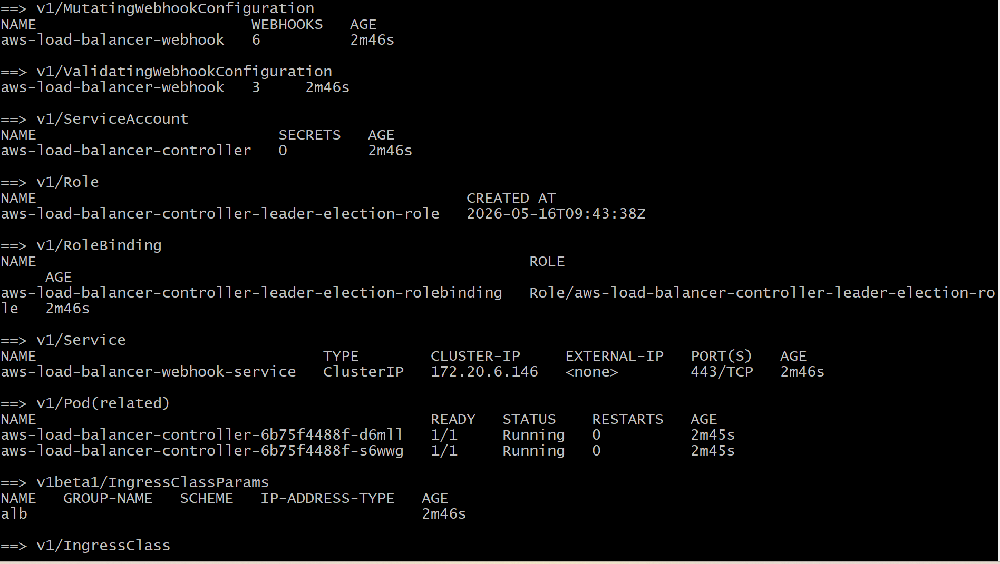 ==> v1/MutatingWebhookConfiguration
NAME                        WEBHOOKS   AGE
aws-load-balancer-webhook   6          2m46s

==> v1/ValidatingWebhookConfiguration
aws-load-balancer-webhook   3     2m46s

==> v1/ServiceAccount
NAME                           SECRETS   AGE
aws-load-balancer-controller   0         2m46s

==> v1/Role
NAME                                                CREATED AT
aws-load-balancer-controller-leader-election-role   2026-05-16T09:43:38Z

==> v1/RoleBinding
NAME                                                       ROLE
     AGE
aws-load-balancer-controller-leader-election-rolebinding   Role/aws-load-balancer-controller-leader-election-ro
le   2m46s

==> v1/Service
NAME                                TYPE        CLUSTER-IP     EXTERNAL-IP   PORT(S)   AGE
aws-load-balancer-webhook-service   ClusterIP   172.20.6.146   <none>        443/TCP   2m46s

==> v1/Pod(related)
NAME                                            READY   STATUS    RESTARTS   AGE
aws-load-balancer-controller-6b75f4488f-d6mll   1/1     Running   0          2m45s
aws-load-balancer-controller-6b75f4488f-s6wwg   1/1     Running   0          2m45s

==> v1beta1/IngressClassParams
NAME   GROUP-NAME   SCHEME   IP-ADDRESS-TYPE   AGE
alb                                            2m46s

==> v1/IngressClass